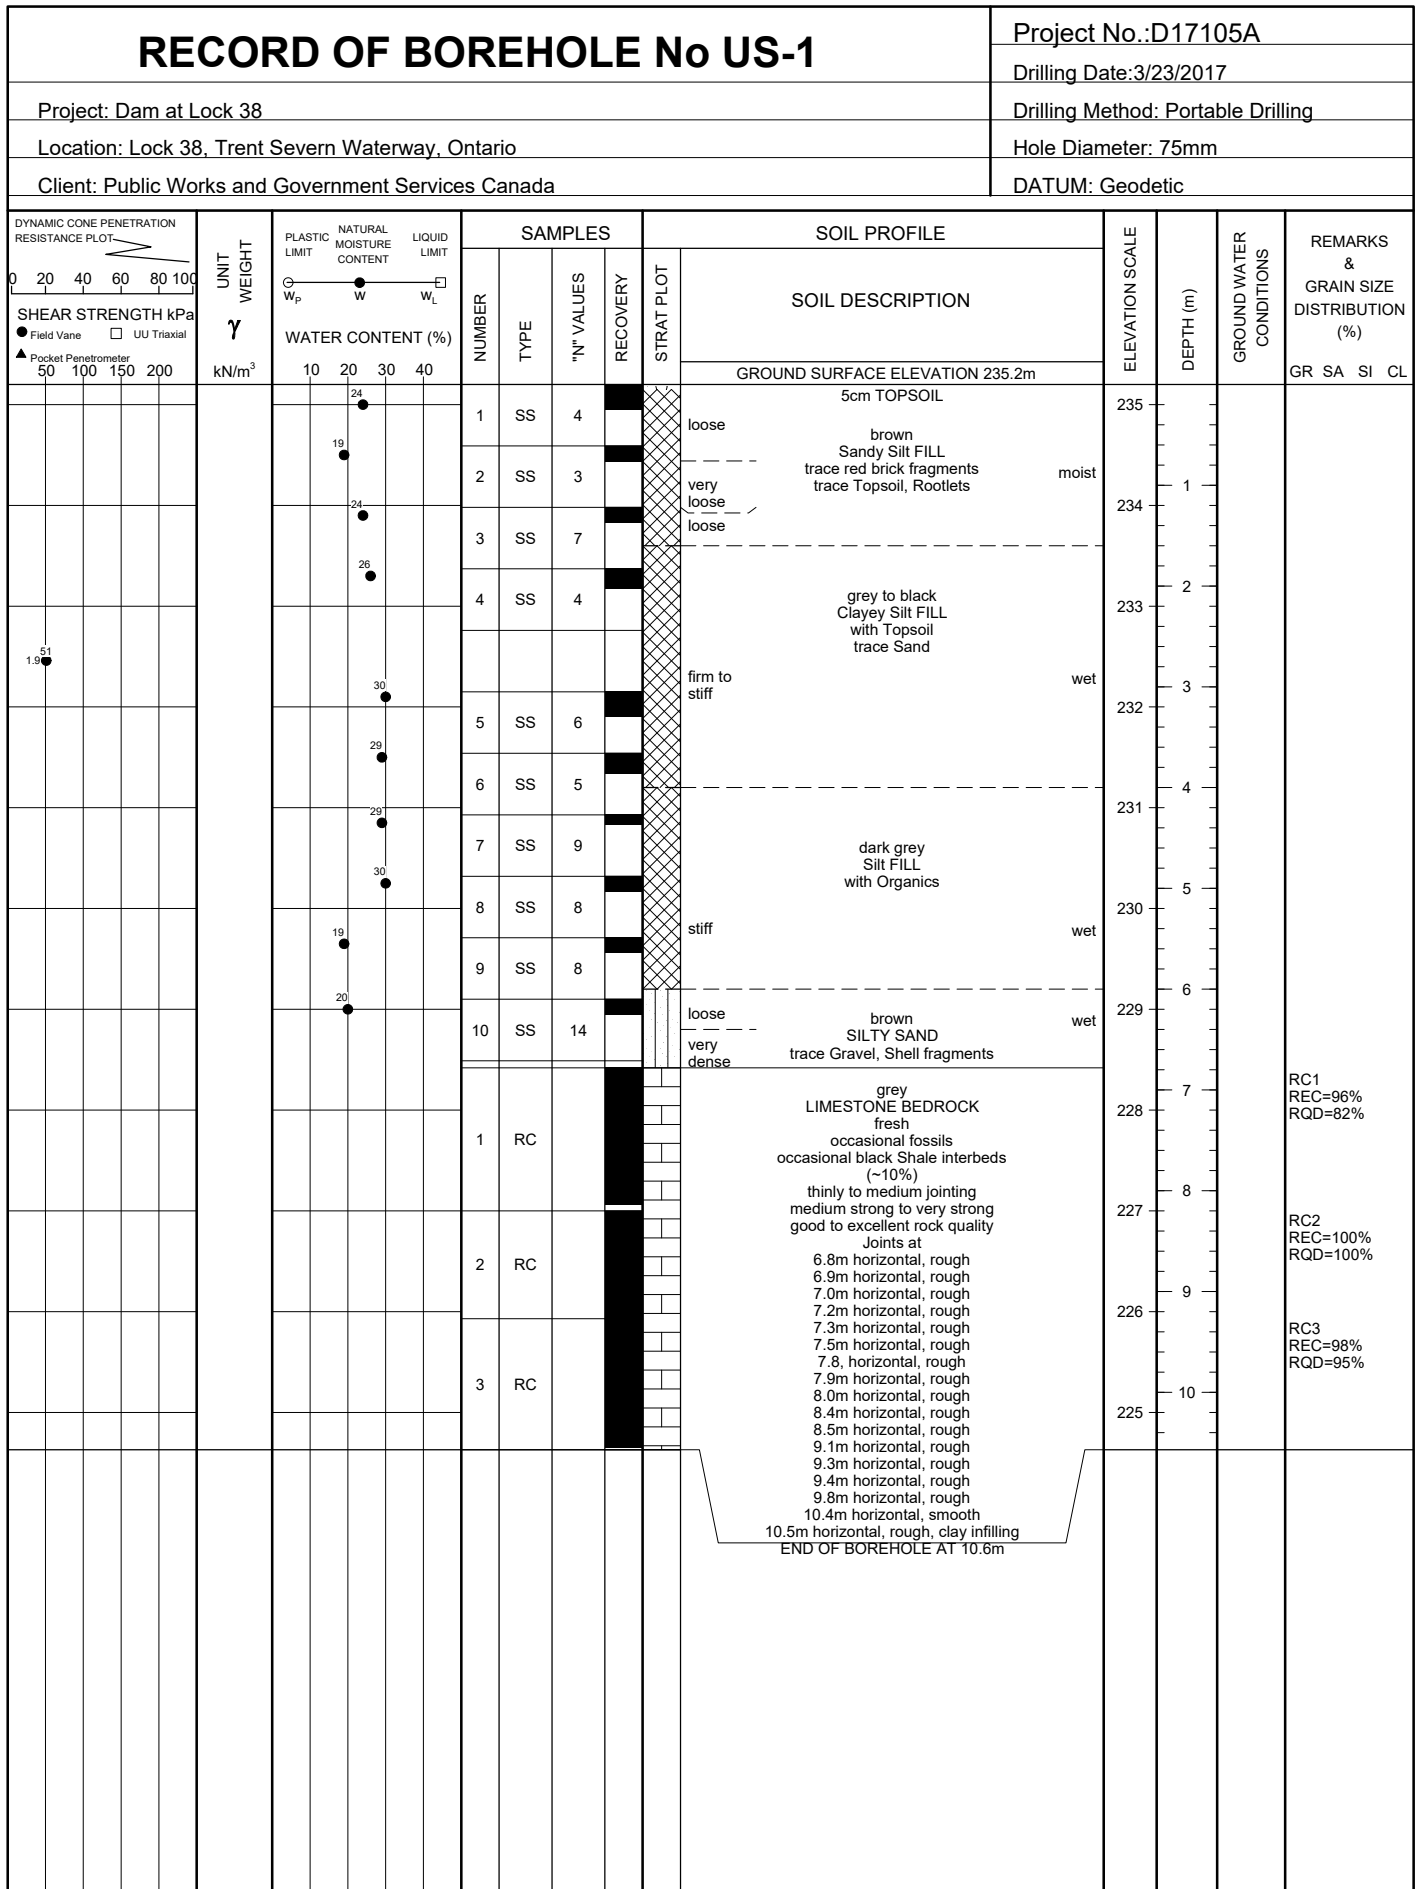 RECORD OF BOREHOLE No US-1
Project No.:D17105A
Drilling Date:3/23/2017
Project: Dam at Lock 38
Drilling Method: Portable Drilling
Location: Lock 38, Trent Severn Waterway, Ontario
Hole Diameter: 75mm
Client: Public Works and Government Services Canada
DATUM: Geodetic
DYNAMIC CONE PENETRATION
RESISTANCE PLOT
0 20 40 60 80 100
SHEAR STRENGTH kPa
Field Vane UU Triaxial
Pocket Penetrometer
50 100 150 200
UNIT
WEIGHT
γ
kN/m³
PLASTIC
LIMIT
NATURAL
MOISTURE
CONTENT
LIQUID
LIMIT
WP W WL
WATER CONTENT (%)
10 20 30 40
SAMPLES
NUMBER
TYPE
"N" VALUES
RECOVERY
SOIL PROFILE
STRAT PLOT
SOIL DESCRIPTION
GROUND SURFACE ELEVATION 235.2m
ELEVATION SCALE
DEPTH (m)
GROUND WATER
CONDITIONS
REMARKS
&
GRAIN SIZE
DISTRIBUTION
(%)
GR SA SI CL
24
19
24
26
51
1.9
30
29
29
30
19
20
1 SS 4
2 SS 3
3 SS 7
4 SS 4
5 SS 6
6 SS 5
7 SS 9
8 SS 8
9 SS 8
10 SS 14
1 RC
2 RC
3 RC
5cm TOPSOIL
loose
brown
Sandy Silt FILL
trace red brick fragments
trace Topsoil, Rootlets
moist
very
loose
loose
grey to black
Clayey Silt FILL
with Topsoil
trace Sand
firm to
stiff
wet
dark grey
Silt FILL
with Organics
stiff
wet
loose
brown
SILTY SAND
trace Gravel, Shell fragments
wet
very
dense
grey
LIMESTONE BEDROCK
fresh
occasional fossils
occasional black Shale interbeds
(~10%)
thinly to medium jointing
medium strong to very strong
good to excellent rock quality
Joints at
6.8m horizontal, rough
6.9m horizontal, rough
7.0m horizontal, rough
7.2m horizontal, rough
7.3m horizontal, rough
7.5m horizontal, rough
7.8, horizontal, rough
7.9m horizontal, rough
8.0m horizontal, rough
8.4m horizontal, rough
8.5m horizontal, rough
9.1m horizontal, rough
9.3m horizontal, rough
9.4m horizontal, rough
9.8m horizontal, rough
10.4m horizontal, smooth
10.5m horizontal, rough, clay infilling
END OF BOREHOLE AT 10.6m
235
234
233
232
231
230
229
228
227
226
225
1
2
3
4
5
6
7
8
9
10
RC1
REC=96%
RQD=82%
RC2
REC=100%
RQD=100%
RC3
REC=98%
RQD=95%